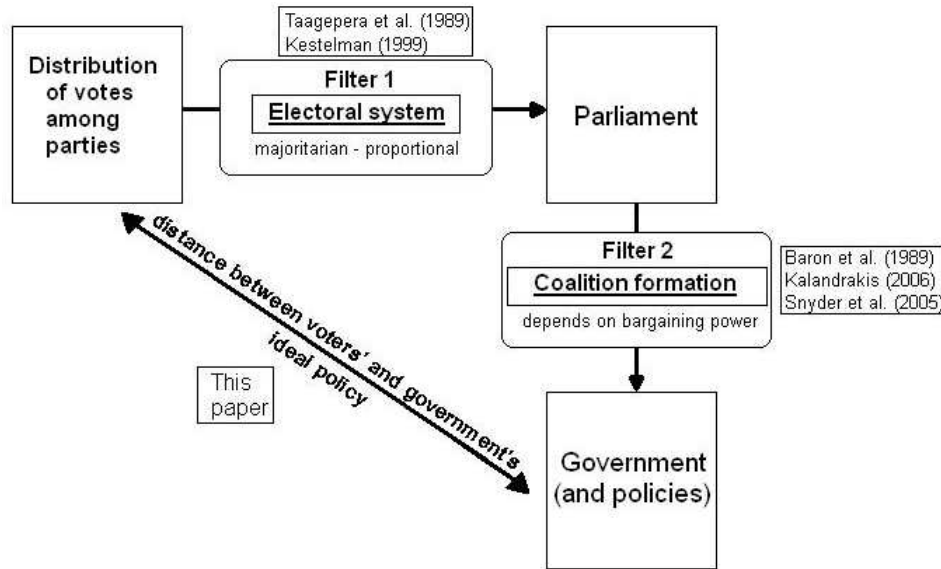 Taagepera et al. (1989)
Kestelman (1999)
Distribution
of votes
among
parties
Filter 1
Electoral system
majoritarian - proportional
Parliament
Filter 2
Coalition formation
depends on bargaining power
Baron et al. (1989)
Kalandrakis (2006)
Snyder et al. (2005)
distance between voters' and government's
ideal policy
This
paper
Government
(and policies)